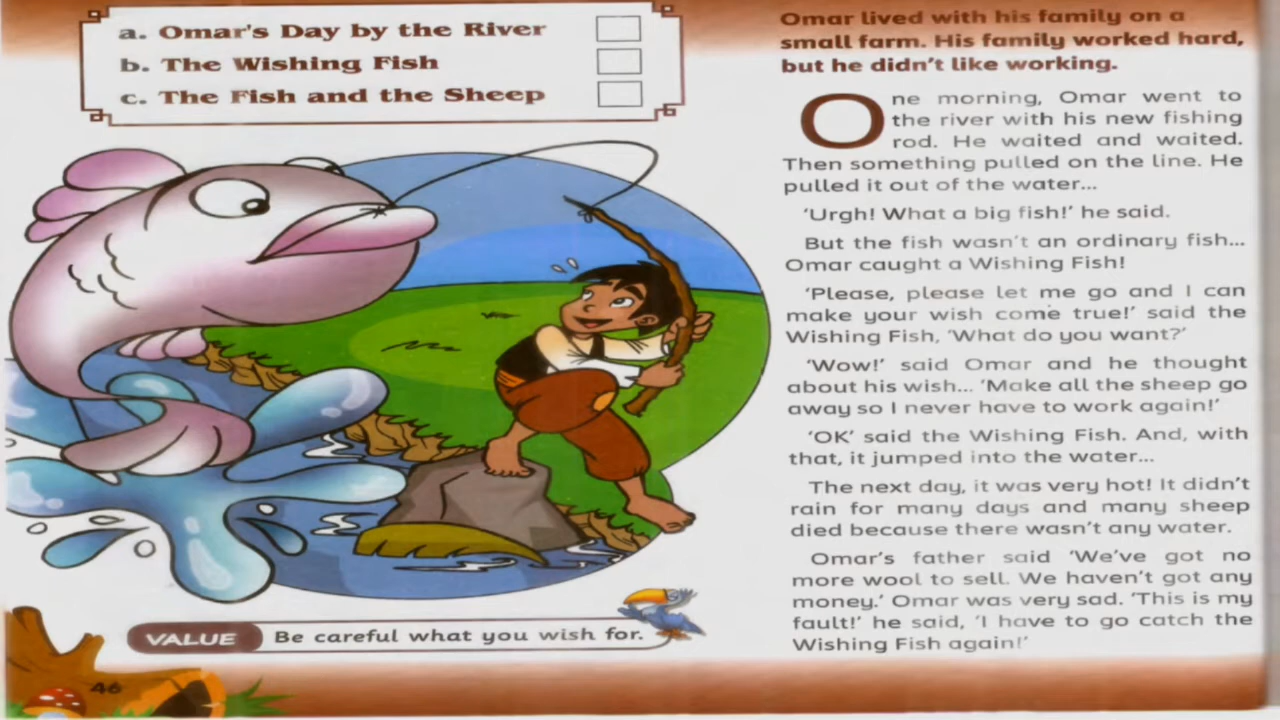 a. Omar's Day by the River
b. The Wishing Fish
c. The Fish and the Sheep
Omar lived with his family on a
small farm. His family worked hard,
but he didn't like working.
One morning, Omar went to
the river with his new fishing
rod. He waited and waited.
Then something pulled on the line. He
pulled it out of the water...
'Urgh! What a big fish!' he said.
But the fish wasn't an ordinary fish...
Omar caught a Wishing Fish!
'Please, please let me go and I can
make your wish come true!' said the
Wishing Fish, 'What do you want?'
'Wow!' said Omar and he thought
about his wish... 'Make all the sheep go
away so I never have to work again!'
'OK' said the Wishing Fish. And, with
that, it jumped into the water...
The next day, it was very hot! It didn't
rain for many days and many sheep
died because there wasn't any water.
Omar's father said 'We've got no
more wool to sell. We haven't got any
money.' Omar was very sad. 'This is my
fault!' he said, 'I have to go catch the
Wishing Fish again!'
VALUE Be careful what you wish for.
46